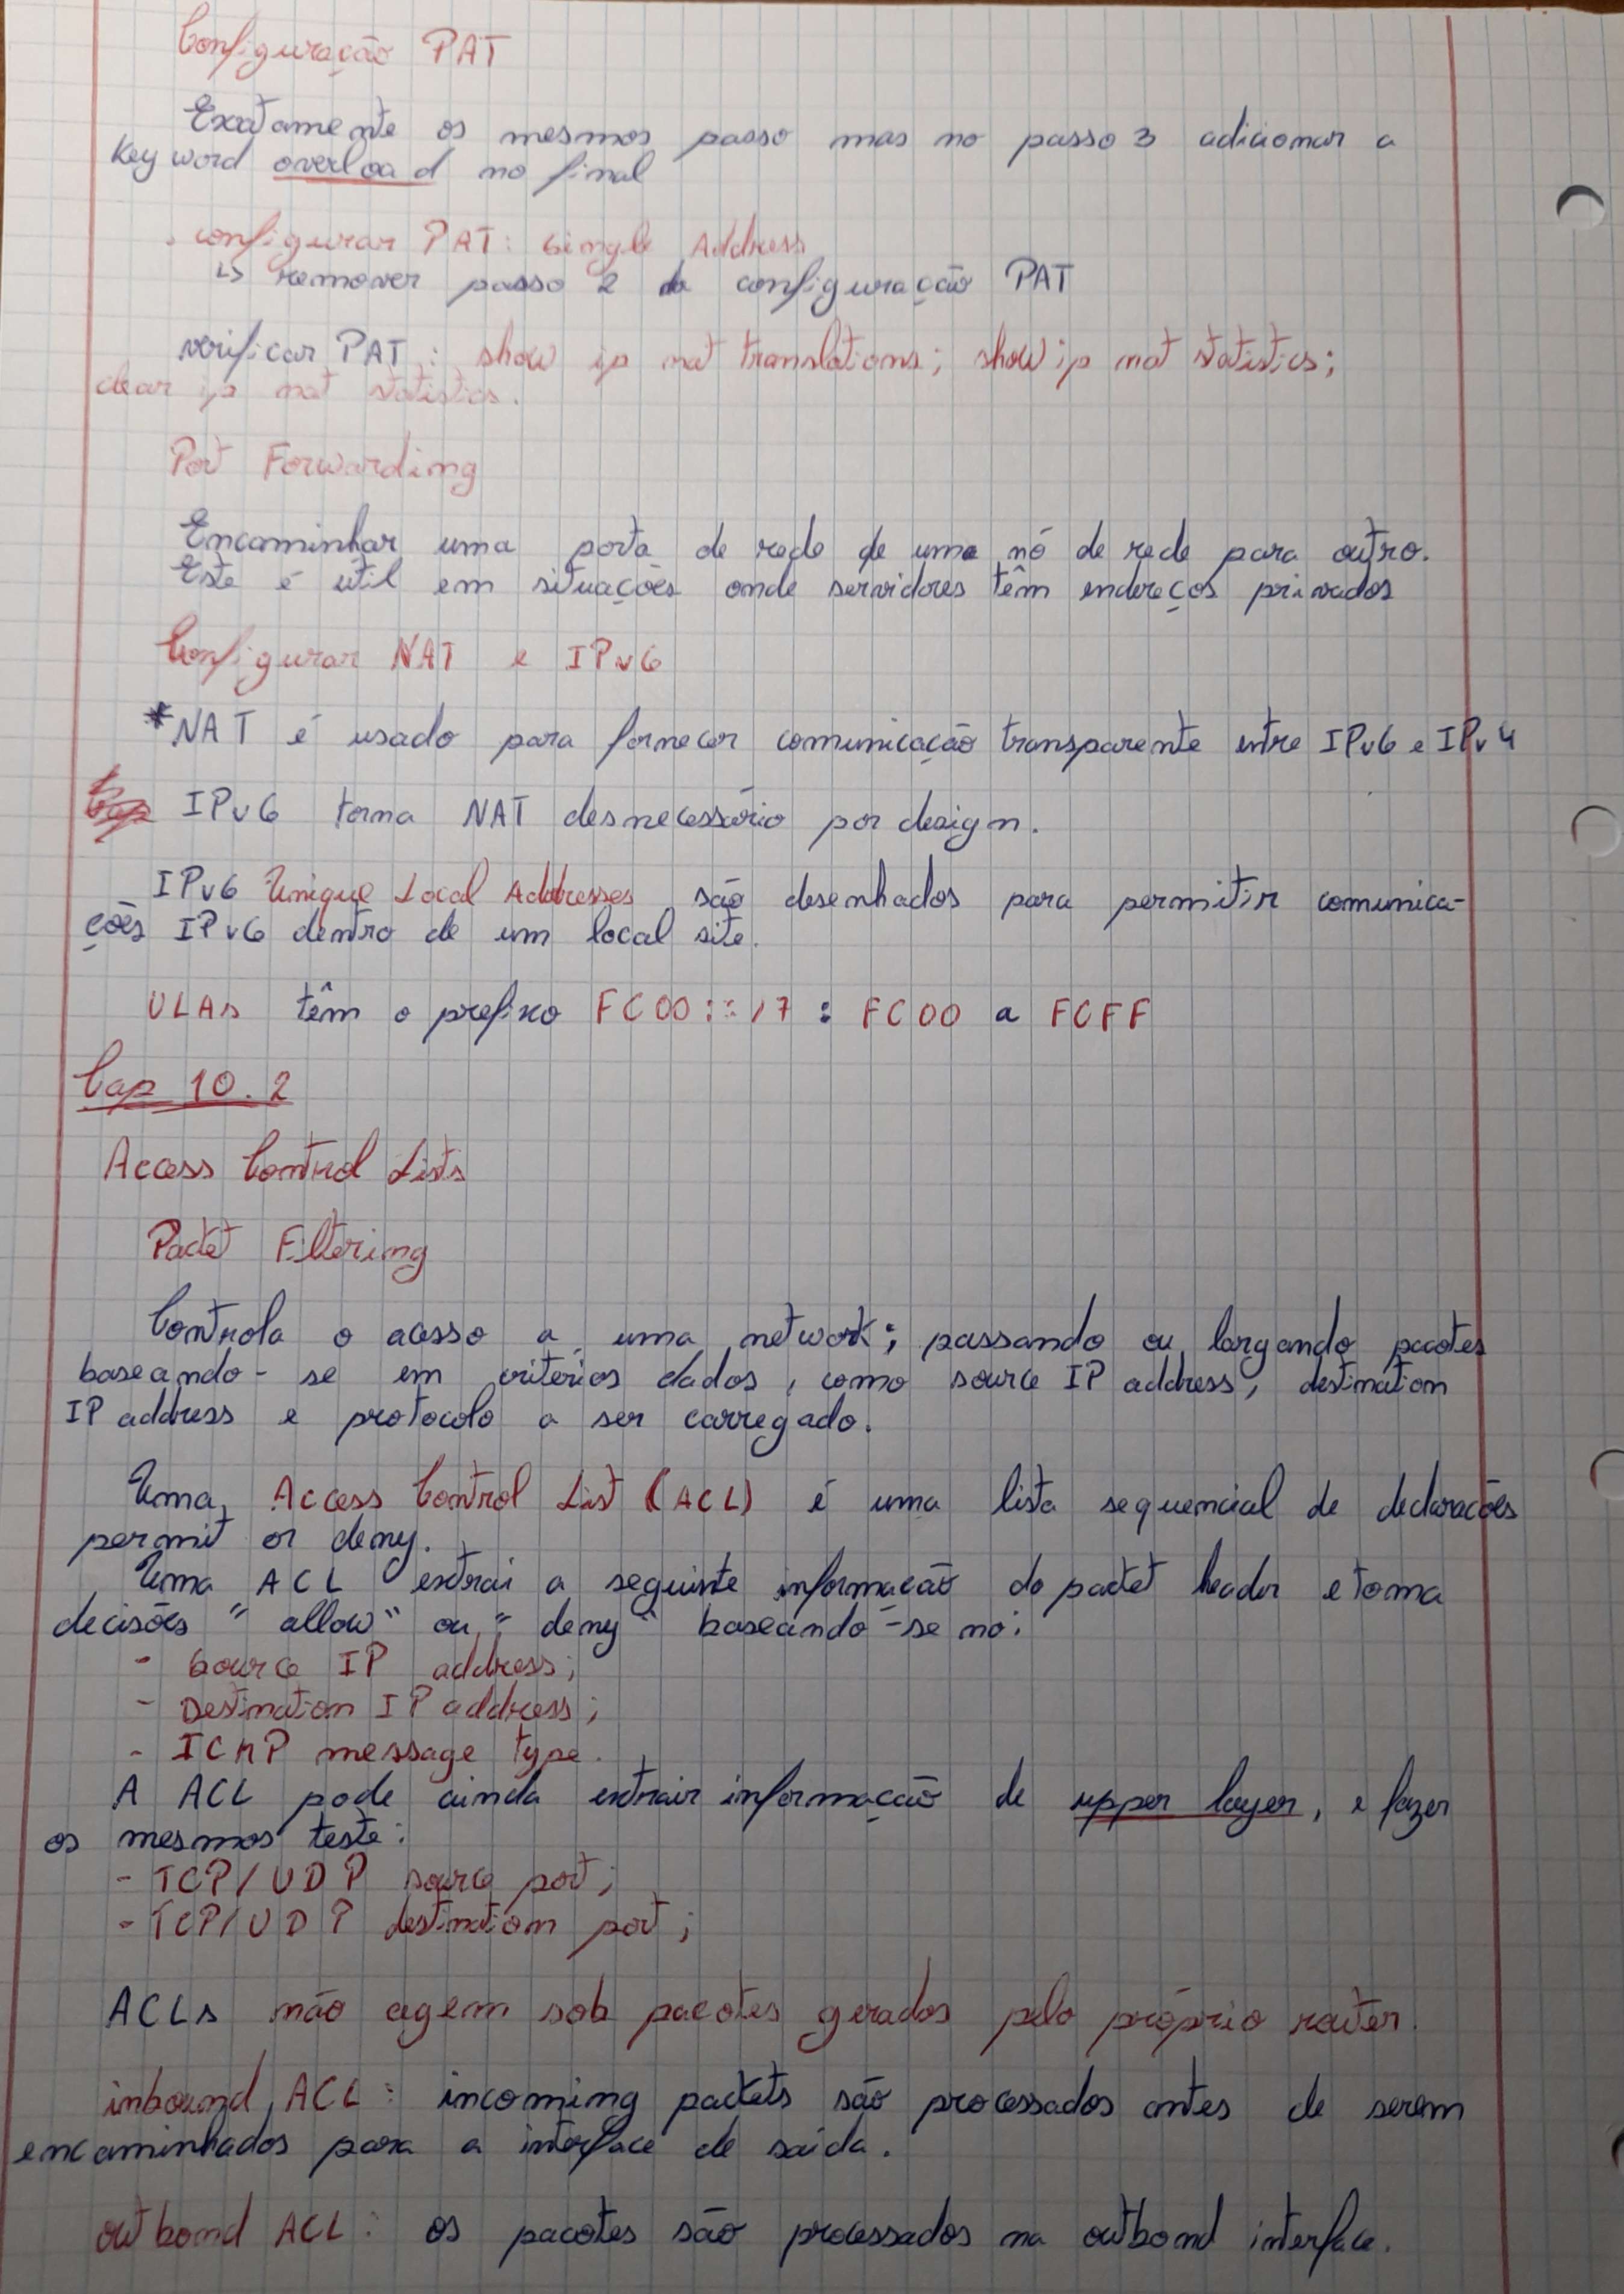 Configuração PAT
Exatamente os mesmos passo mas no passo 3 adicionar a
keyword overload no final
. configurar PAT: Single Address
↳ remover passo 2 da configuração PAT
verificar PAT: show ip nat translations; show ip nat statistics;
clear ip nat statistics.
Port Forwarding
Encaminhar uma porta de rede de uma nó de rede para outro.
Este é útil em situações onde servidores têm endereços privados
Configurar NAT e IPv6
*NAT é usado para fornecer comunicação transparente entre IPv6 e IPv4
IPv6 torna NAT desnecessário por design.
IPv6 Unique Local Addresses são desenhados para permitir comunica-
ções IPv6 dentro de um local site.
ULAs têm o prefixo FC00::/7 : FC00 a FCFF
Cap 10.2
Access Control Lists
Packet Filtering
Controla o acesso a uma network; passando ou largando pacotes
baseando-se em critérios dados, como source IP address, destination
IP address e protocolo a ser carregado.
Uma Access Control List (ACL) é uma lista sequencial de declarações
permit or deny.
Uma ACL extrai a seguinte informação do packet header e toma
decisões "allow" ou "deny" baseando-se no:
- Source IP address;
- Destination IP address;
- ICMP message type.
A ACL pode ainda extrair informação de upper layer, e fazer
os mesmos teste:
- TCP/UDP source port;
- TCP/UDP destination port;
ACLs não agem sob pacotes gerados pelo próprio router.
inbound ACL: incoming packets são processados antes de serem
encaminhados para a interface de saída.
outbond ACL: os pacotes são processados na outbond interface.